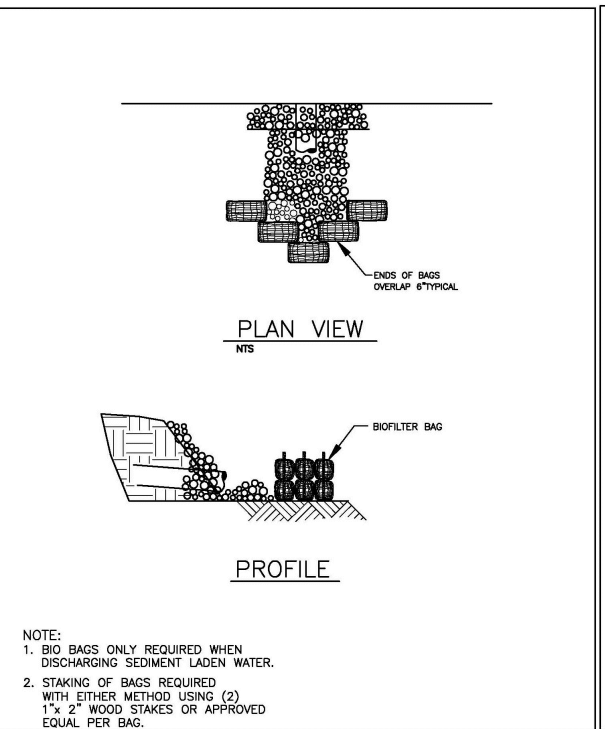 ENDS OF BAGS
OVERLAP 6"TYPICAL
PLAN VIEW
NTS
BIOFILTER BAG
PROFILE
NOTE:
1. BIO BAGS ONLY REQUIRED WHEN
DISCHARGING SEDIMENT LADEN WATER.
2. STAKING OF BAGS REQUIRED
WITH EITHER METHOD USING (2)
1"x 2" WOOD STAKES OR APPROVED
EQUAL PER BAG.